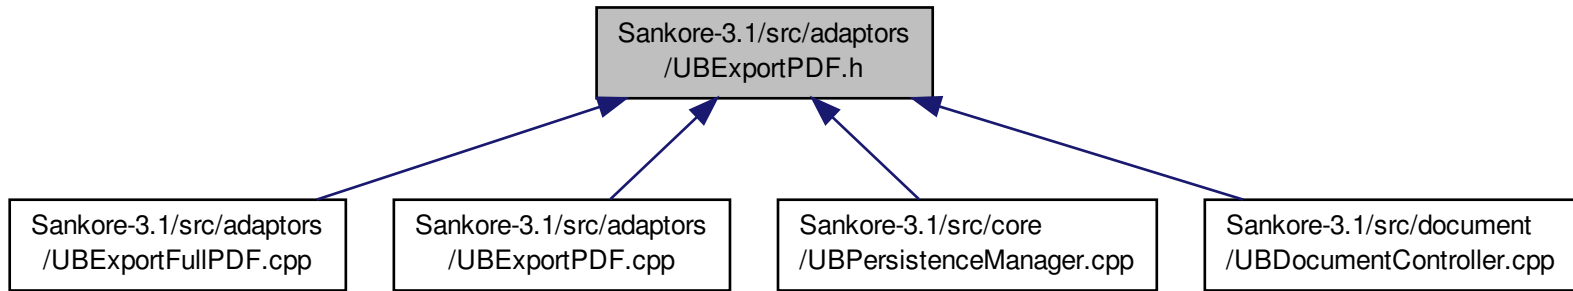 Sankore-3.1/src/adaptors
/UBExportPDF.h
Sankore-3.1/src/adaptors
/UBExportFullPDF.cpp
Sankore-3.1/src/adaptors
/UBExportPDF.cpp
Sankore-3.1/src/core
/UBPersistenceManager.cpp
Sankore-3.1/src/document
/UBDocumentController.cpp